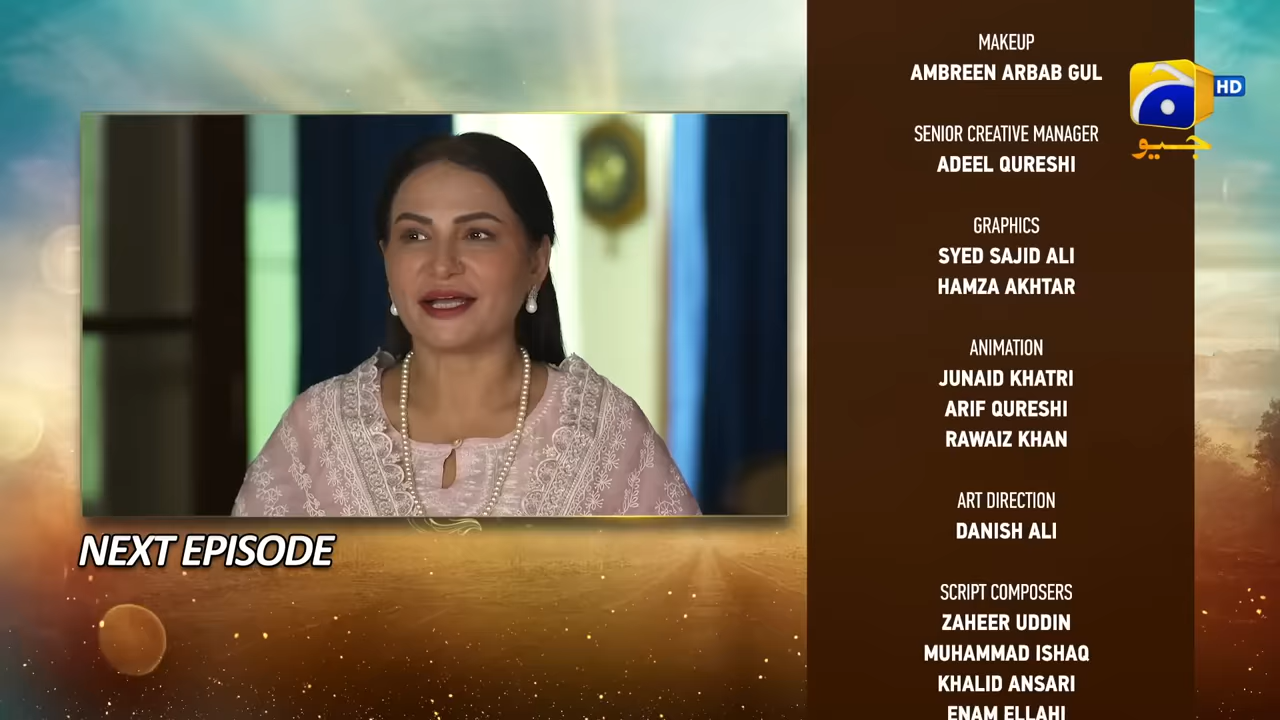 MAKEUP
AMBREEN ARBAB GUL
SENIOR CREATIVE MANAGER
ADEEL QURESHI
GRAPHICS
SYED SAJID ALI
HAMZA AKHTAR
ANIMATION
JUNAID KHATRI
ARIF QURESHI
RAWAIZ KHAN
ART DIRECTION
DANISH ALI
SCRIPT COMPOSERS
ZAHEER UDDIN
MUHAMMAD ISHAQ
KHALID ANSARI
ENAM ELLAHI
HD
جیو
NEXT EPISODE